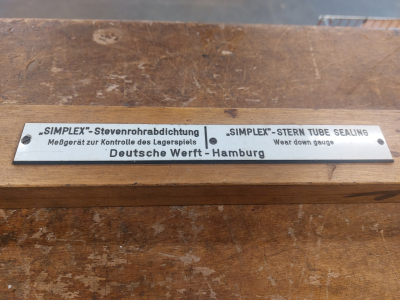 „SIMPLEX"-Stevenrohrabdichtung
Meßgerät zur Kontrolle des Lagerspiels
„SIMPLEX"-STERN TUBE SEALING
Wear down gauge
Deutsche Werft-Hamburg